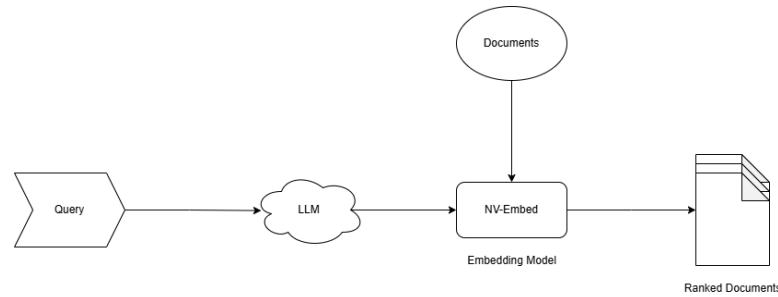 Documents
Query
LLM
NV-Embed
Embedding Model
Ranked Documents